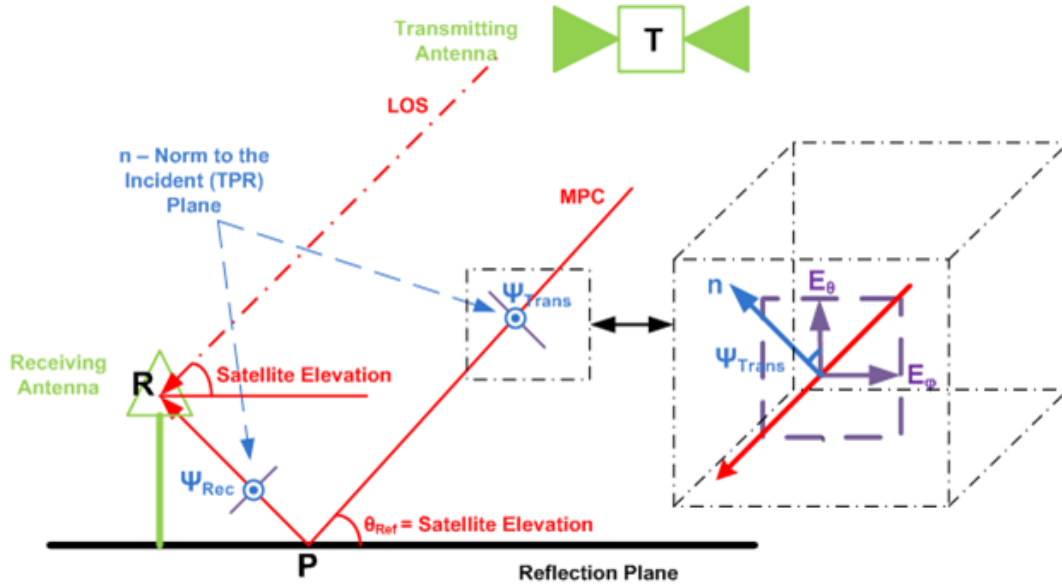 Transmitting
Antenna
T
LOS
n – Norm to the
Incident (TPR)
Plane
MPC
ΨTrans
n
Eθ
ΨTrans
Eφ
Receiving
Antenna
R
Satellite Elevation
ΨRec
θRef = Satellite Elevation
P
Reflection Plane